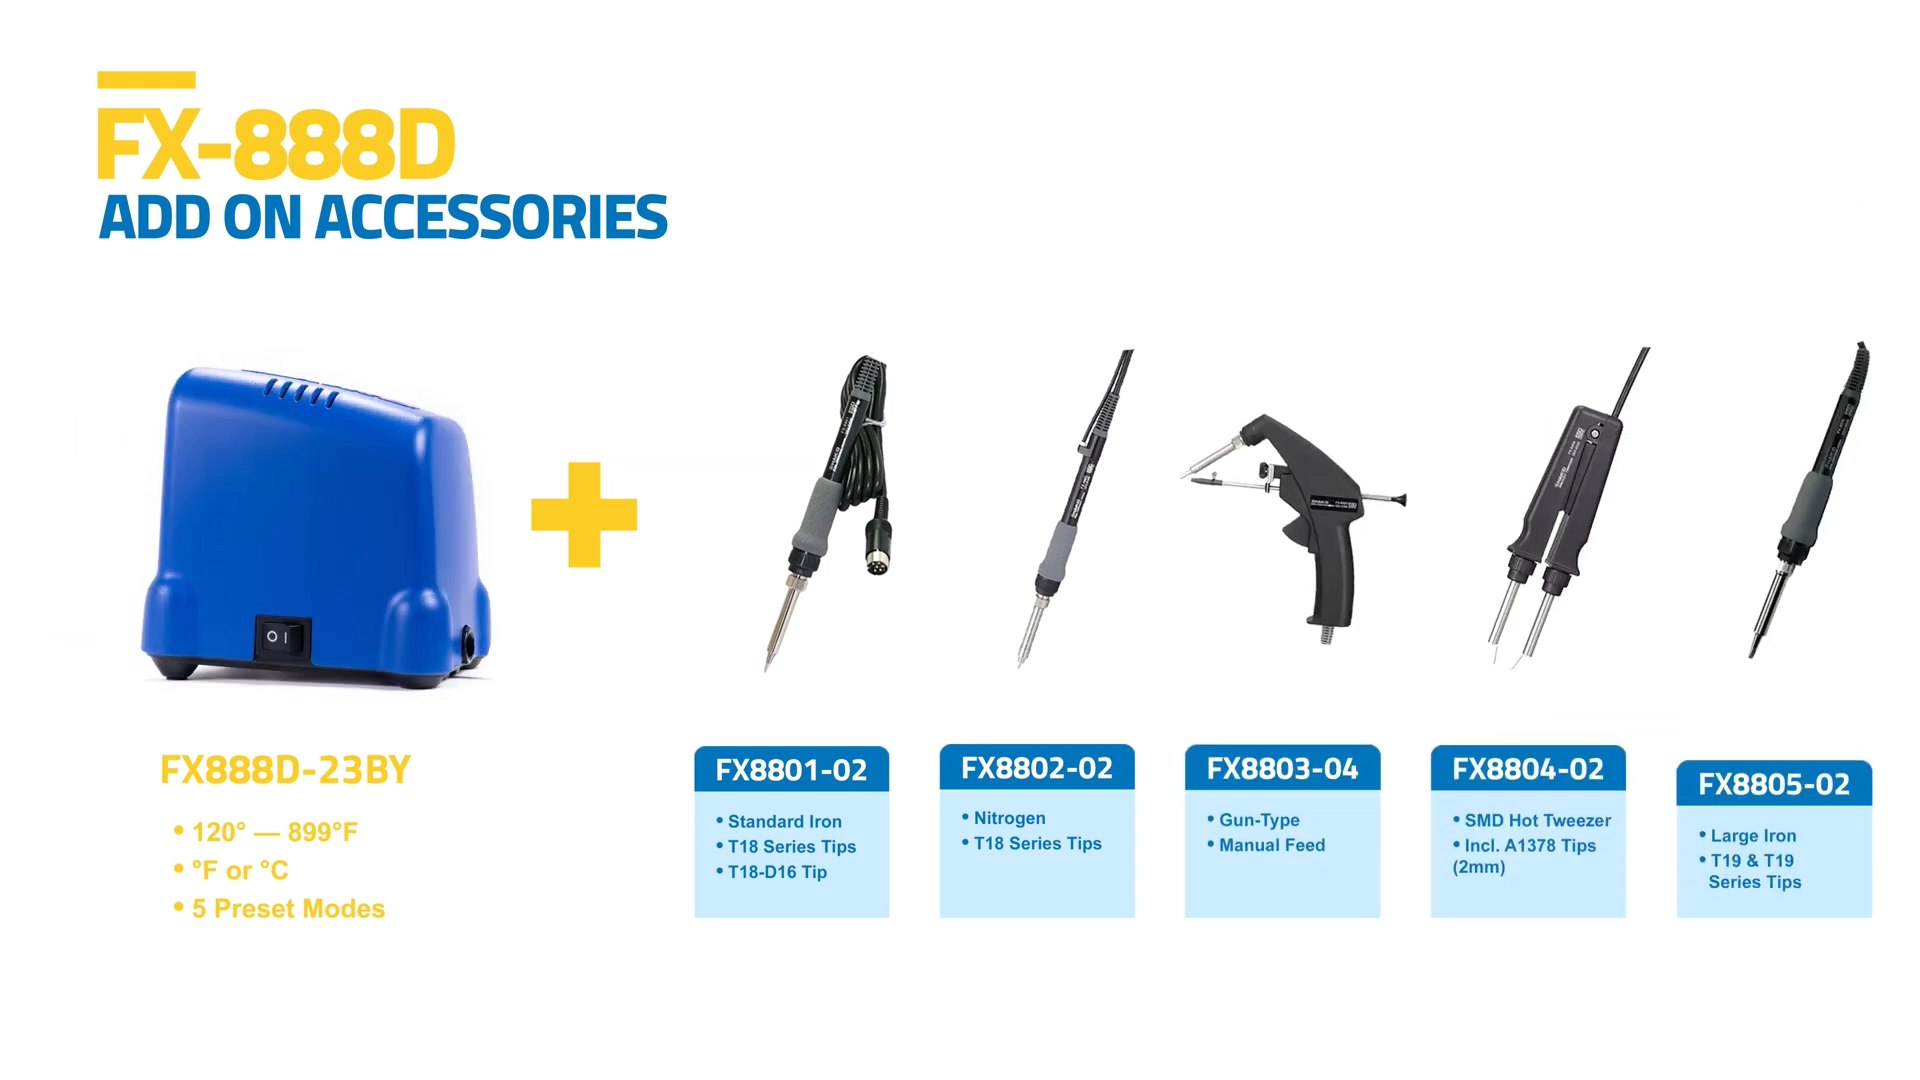 FX-888D
ADD ON ACCESSORIES
FX888D-23BY
• 120° — 899°F
• °F or °C
• 5 Preset Modes
FX8801-02
• Standard Iron
• T18 Series Tips
• T18-D16 Tip
FX8802-02
• Nitrogen
• T18 Series Tips
FX8803-04
• Gun-Type
• Manual Feed
FX8804-02
• SMD Hot Tweezer
• Incl. A1378 Tips
(2mm)
FX8805-02
• Large Iron
• T19 & T19
Series Tips